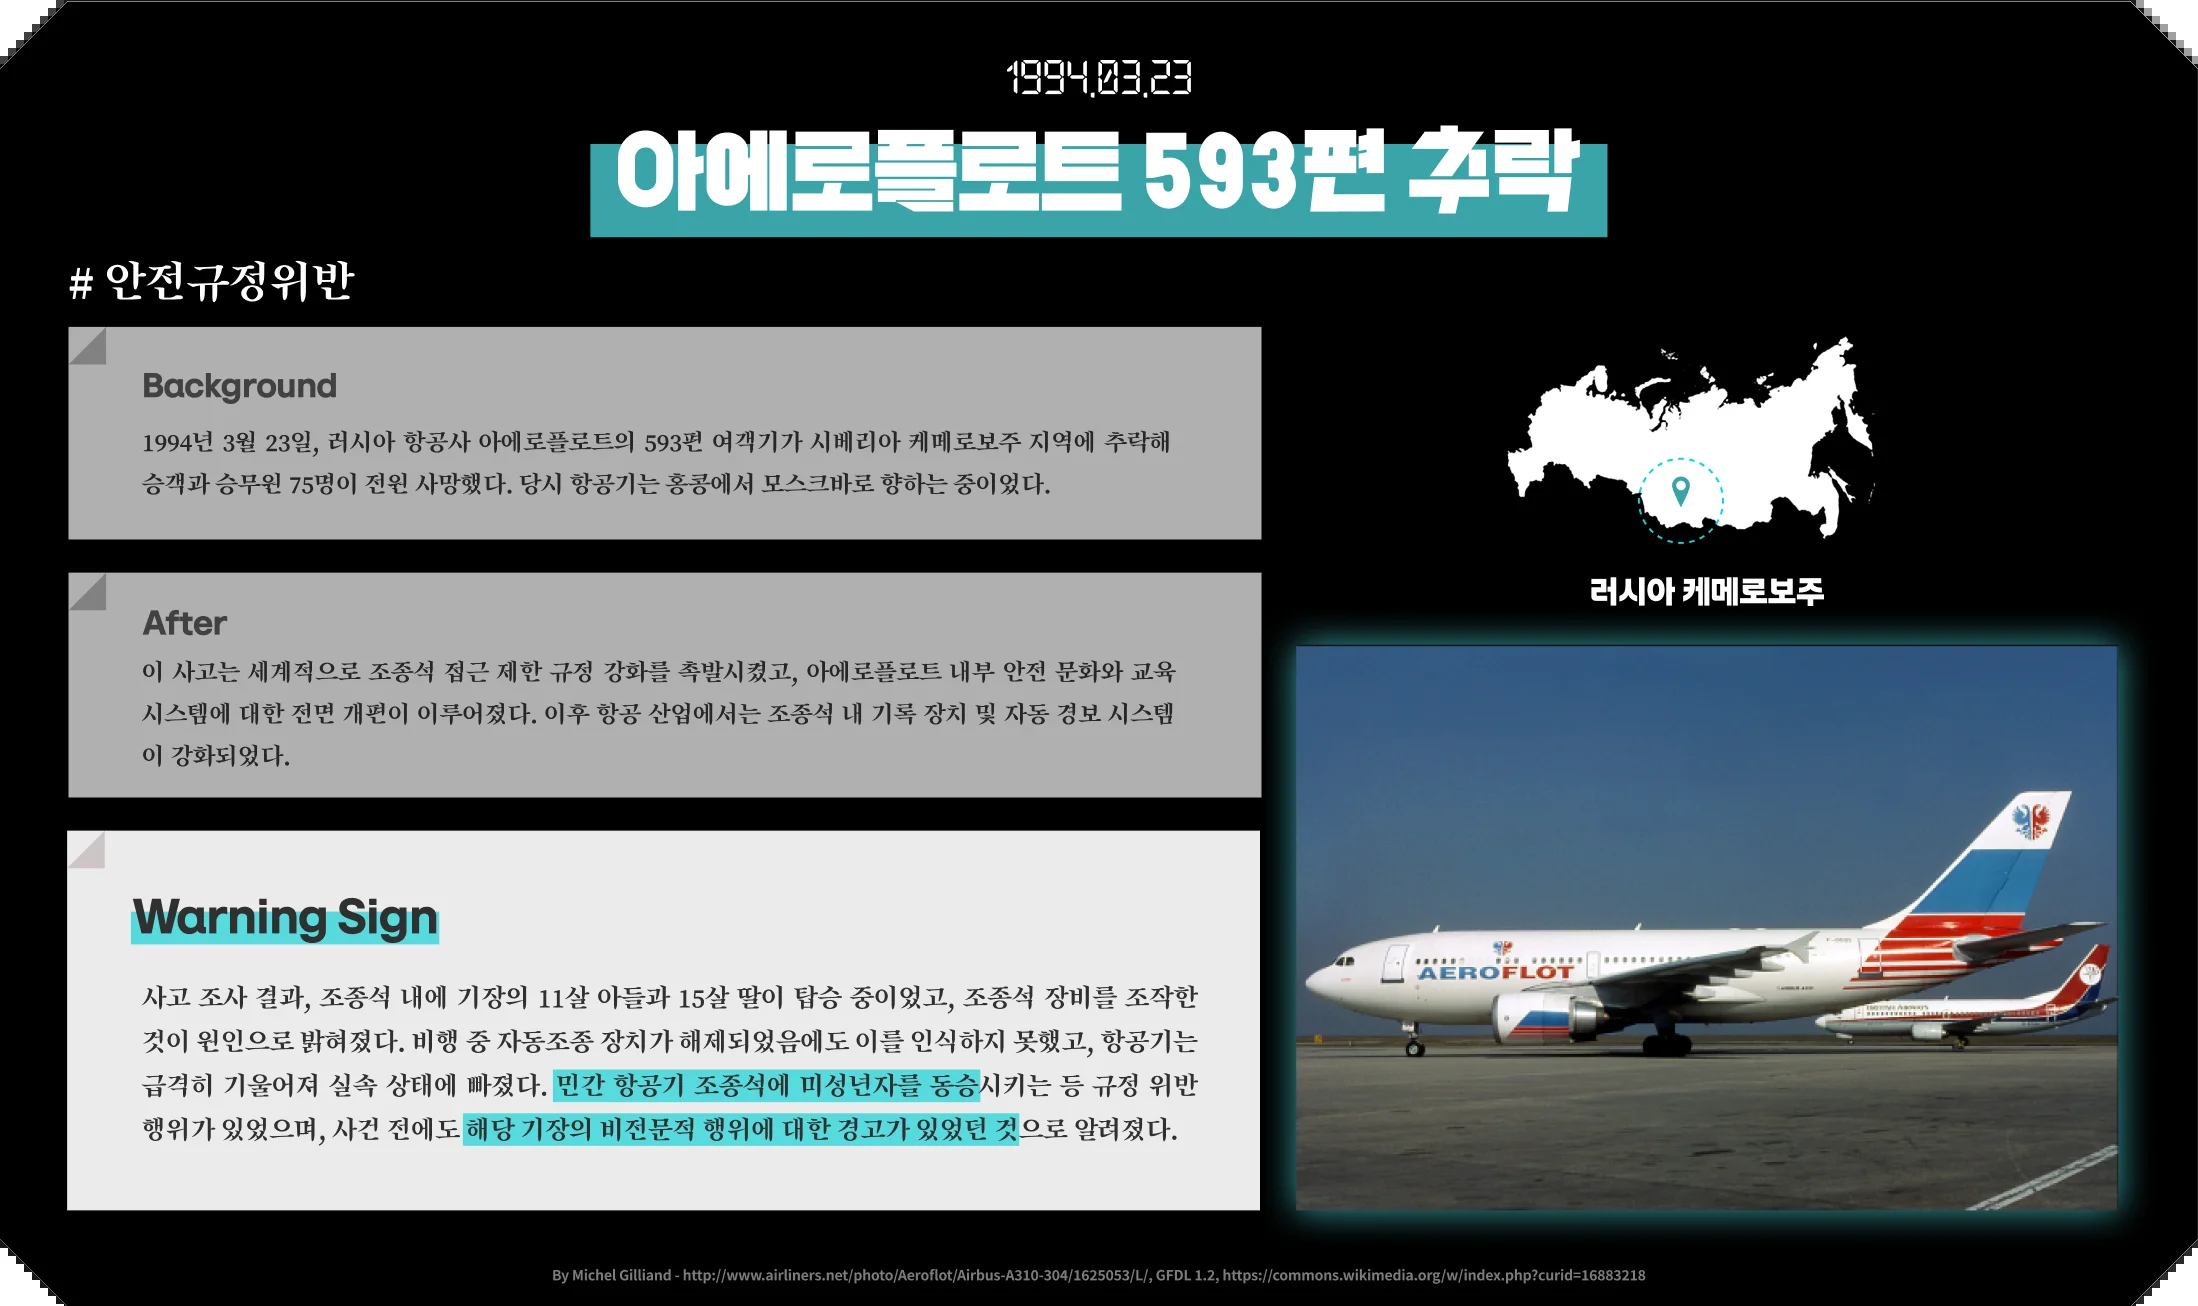 1994.03.23
아에로플로트 593편 추락
# 안전규정위반
Background
1994년 3월 23일, 러시아 항공사 아에로플로트의 593편 여객기가 시베리아 케메로보주 지역에 추락해
승객과 승무원 75명이 전원 사망했다. 당시 항공기는 홍콩에서 모스크바로 향하는 중이었다.
After
이 사고는 세계적으로 조종석 접근 제한 규정 강화를 촉발시켰고, 아에로플로트 내부 안전 문화와 교육
시스템에 대한 전면 개편이 이루어졌다. 이후 항공 산업에서는 조종석 내 기록 장치 및 자동 경보 시스템
이 강화되었다.
Warning Sign
사고 조사 결과, 조종석 내에 기장의 11살 아들과 15살 딸이 탑승 중이었고, 조종석 장비를 조작한
것이 원인으로 밝혀졌다. 비행 중 자동조종 장치가 해제되었음에도 이를 인식하지 못했고, 항공기는
급격히 기울어져 실속 상태에 빠졌다. 민간 항공기 조종석에 미성년자를 동승시키는 등 규정 위반
행위가 있었으며, 사건 전에도 해당 기장의 비전문적 행위에 대한 경고가 있었던 것으로 알려졌다.
러시아 케메로보주
AEROFLOT
By Michel Gilliand - http://www.airliners.net/photo/Aeroflot/Airbus-A310-304/1625053/L/, GFDL 1.2, https://commons.wikimedia.org/w/index.php?curid=16883218